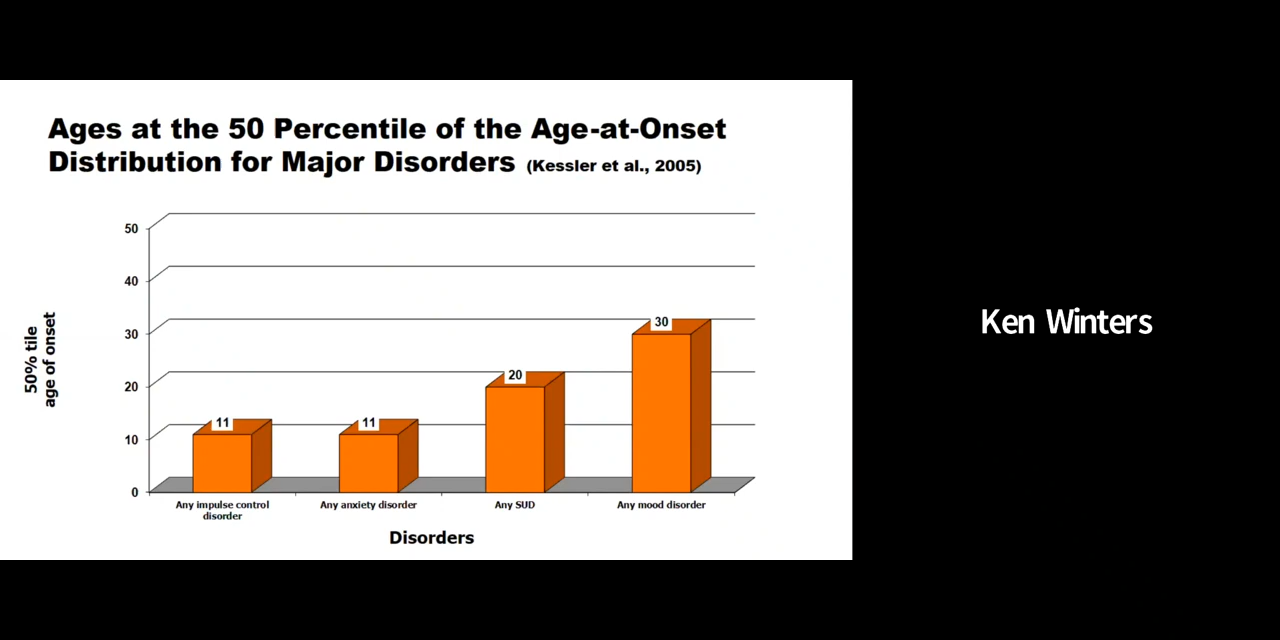 Ages at the 50 Percentile of the Age-at-Onset
Distribution for Major Disorders (Kessler et al., 2005)
50% tile
age of onset
50
40
30
20
10
0
11
11
20
30
Any impulse control
disorder
Any anxiety disorder
Any SUD
Any mood disorder
Disorders
Ken Winters